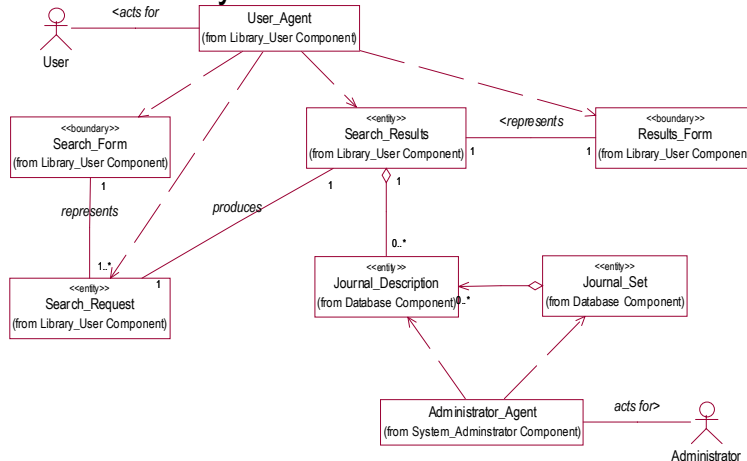 <acts for
User_Agent
(from Library_User Component)
User
<<boundary>>
Search_Form
(from Library_User Component)
<<entity>>
Search_Results
(from Library_User Component)
<represents
<<boundary>>
Results_Form
(from Library_User Component)
1
1
1
1
1
represents
produces
1..*
1
0..*
<<entity>>
Search_Request
(from Library_User Component)
<<entity>>
Journal_Description
(from Database Component)
0..*
<<entity>>
Journal_Set
(from Database Component)
Administrator_Agent
(from System_Adminstrator Component)
acts for>
Administrator